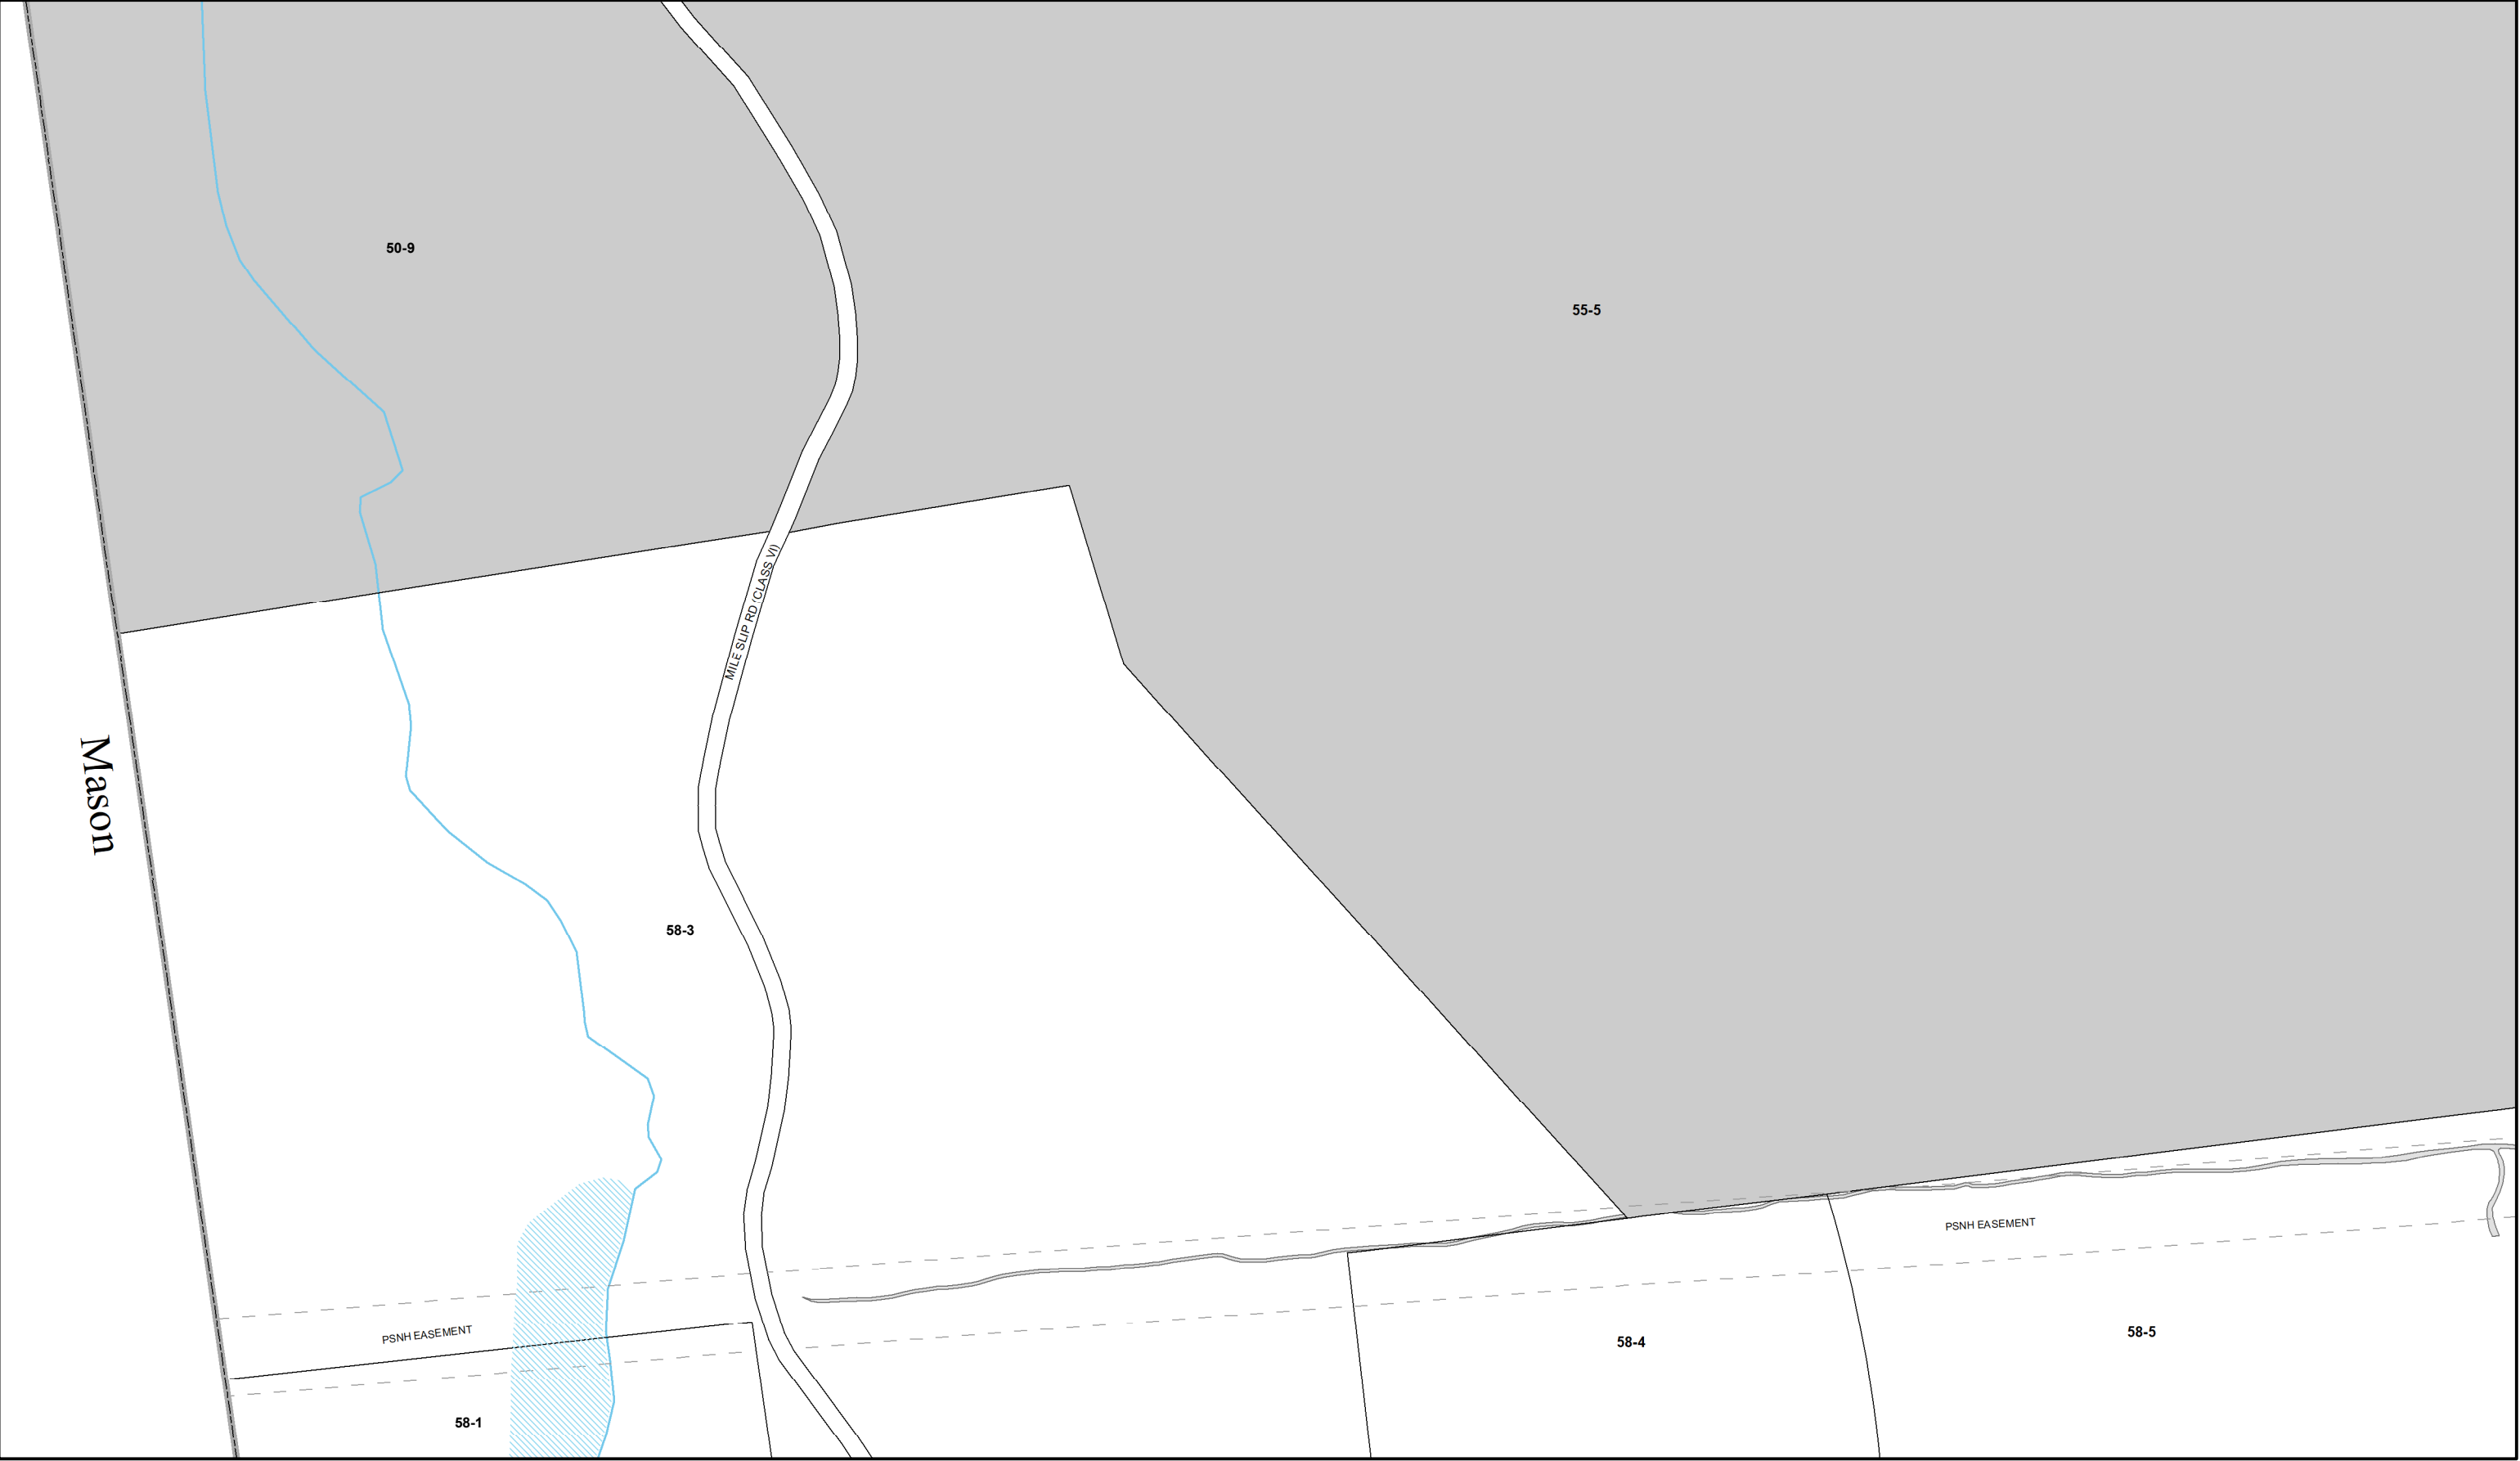 50-9
55-5
MILE SLIP RD (CLASS VI)
Mason
58-3
PSNH EASEMENT
PSNH EASEMENT
58-4
58-5
58-1